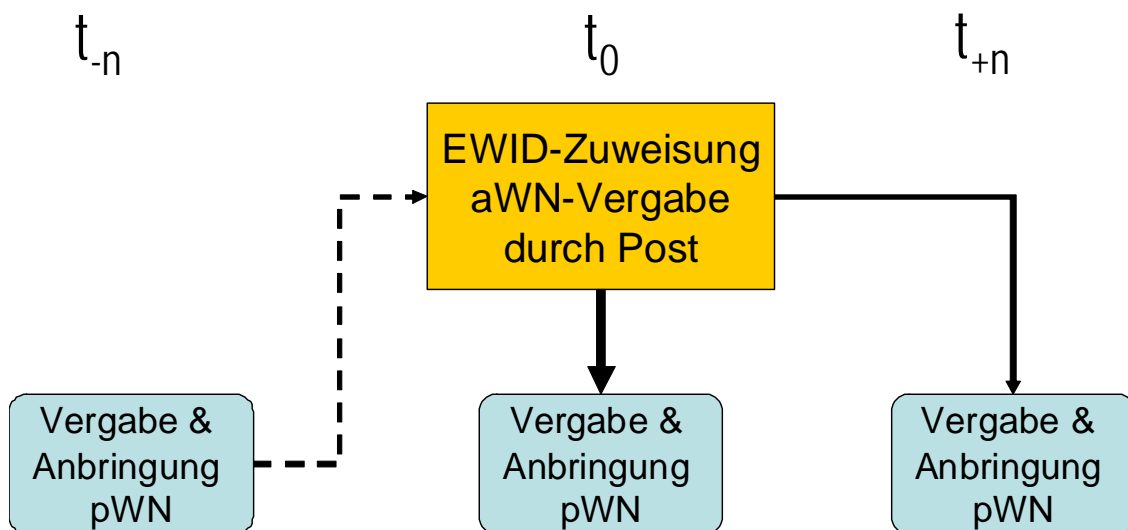 t-n
t0
t+n
EWID-Zuweisung
aWN-Vergabe
durch Post
Vergabe &
Anbringung
pWN
Vergabe &
Anbringung
pWN
Vergabe &
Anbringung
pWN